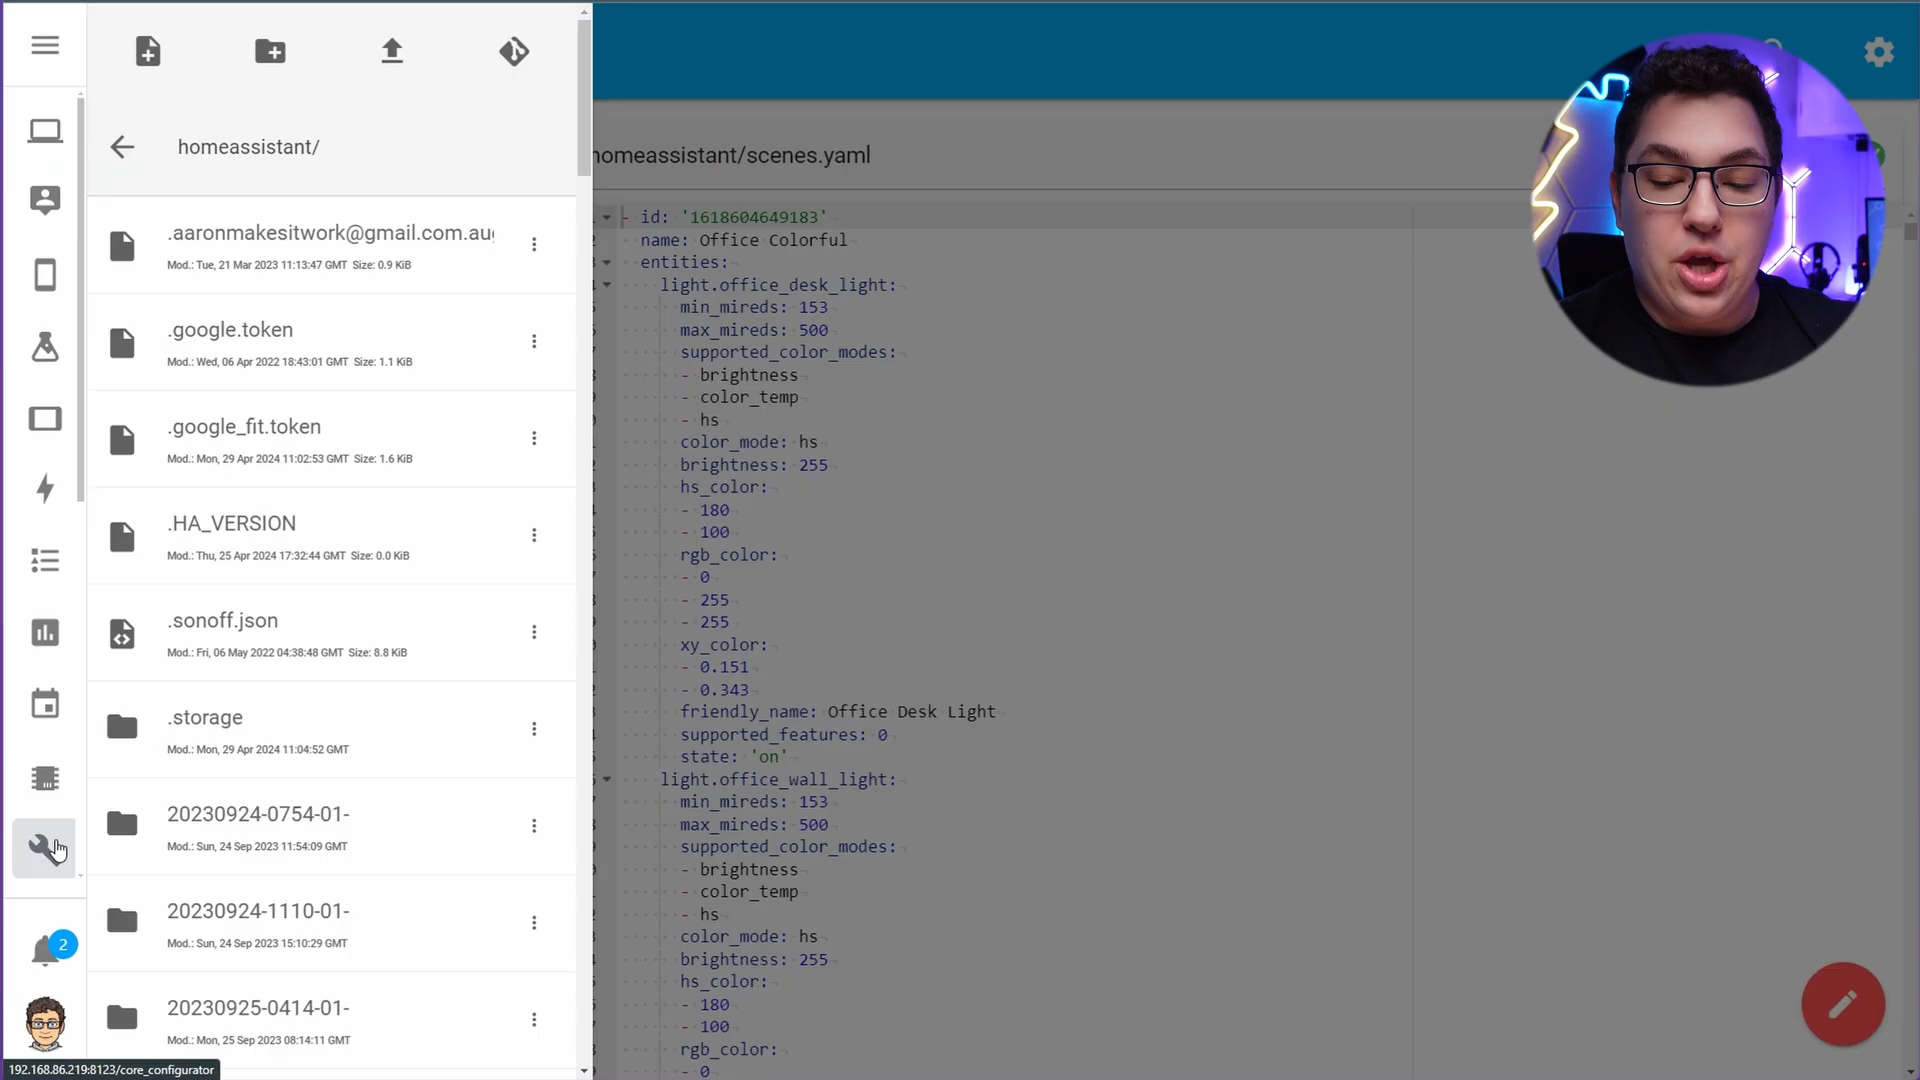 homeassistant/
.aaronmakesitwork@gmail.com.au
Mod.: Tue, 21 Mar 2023 11:13:47 GMT Size: 0.9 KiB
.google.token
Mod.: Wed, 06 Apr 2022 18:43:01 GMT Size: 1.1 KiB
.google_fit.token
Mod.: Mon, 29 Apr 2024 11:02:53 GMT Size: 1.6 KiB
.HA_VERSION
Mod.: Thu, 25 Apr 2024 17:32:44 GMT Size: 0.0 KiB
.sonoff.json
Mod.: Fri, 06 May 2022 04:38:48 GMT Size: 8.8 KiB
.storage
Mod.: Mon, 29 Apr 2024 11:04:52 GMT
20230924-0754-01-
Mod.: Sun, 24 Sep 2023 11:54:09 GMT
20230924-1110-01-
Mod.: Sun, 24 Sep 2023 15:10:29 GMT
20230925-0414-01-
Mod.: Mon, 25 Sep 2023 08:14:11 GMT
2
192.168.86.219:8123/core_configurator
homeassistant/scenes.yaml
- id: '1618604649183'
name: Office Colorful
entities:
light.office_desk_light:
min_mireds: 153
max_mireds: 500
supported_color_modes:
- brightness
- color_temp
- hs
color_mode: hs
brightness: 255
hs_color:
- 180
- 100
rgb_color:
- 0
- 255
- 255
xy_color:
- 0.151
- 0.343
friendly_name: Office Desk Light
supported_features: 0
state: 'on'
light.office_wall_light:
min_mireds: 153
max_mireds: 500
supported_color_modes:
- brightness
- color_temp
- hs
color_mode: hs
brightness: 255
hs_color:
- 180
- 100
rgb_color:
- 0